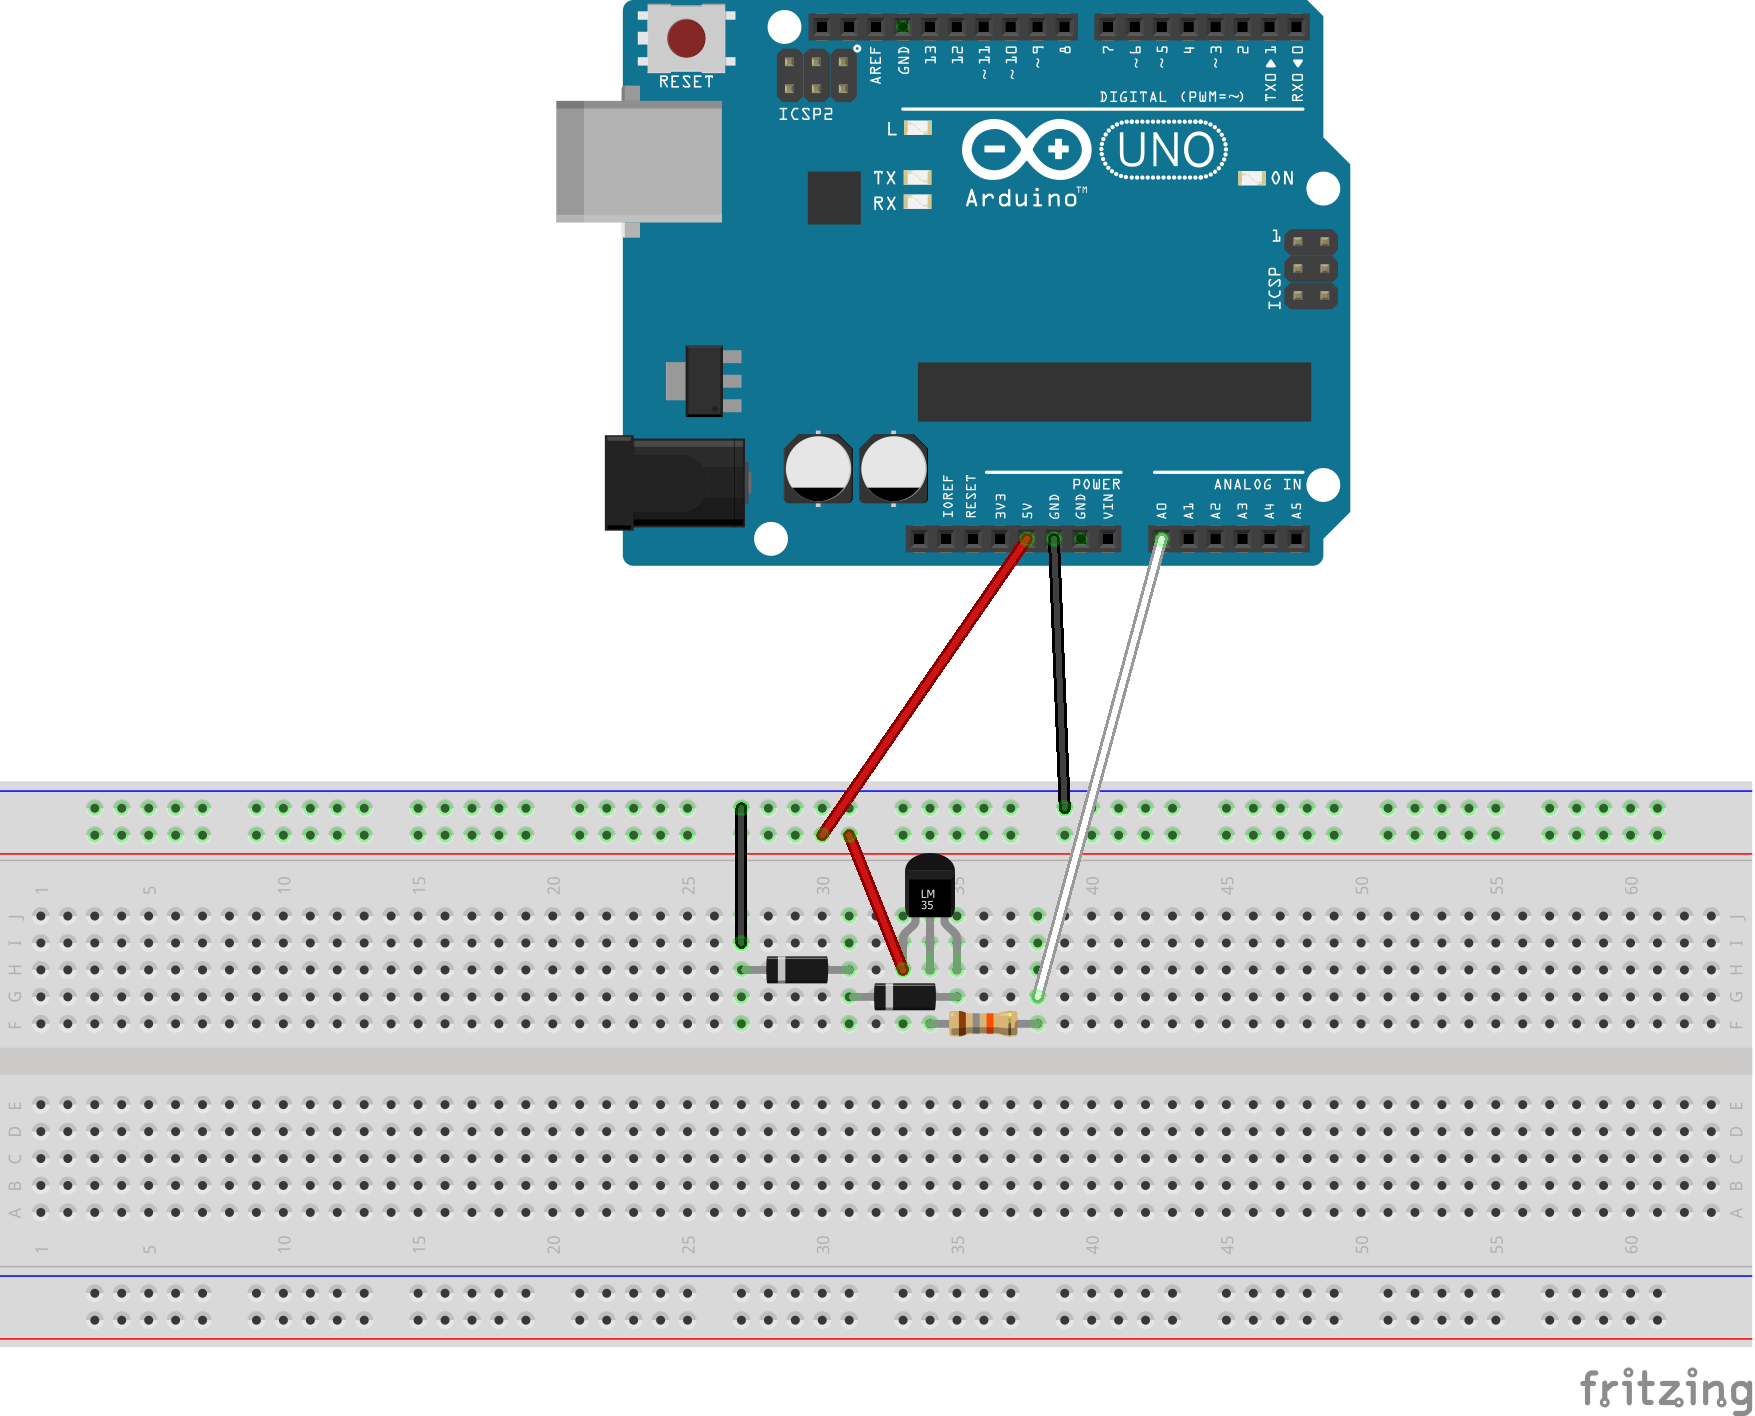 RESET
ICSP2
AREF
GND
13
12
~11
~10
~9
8
7
~6
~5
4
~3
2
TX0▶1
RX0◀0
DIGITAL (PWM=~)
L
TX
RX
Arduino™
UNO
ON
1
ICSP
IOREF
RESET
3V3
5V
GND
GND
VIN
POWER
A0
A1
A2
A3
A4
A5
ANALOG IN
1 5 10 15 20 25 30 35 40 45 50 55 60
LM
35
J J
I I
H H
G G
F F
E E
D D
C C
B B
A A
1 5 10 15 20 25 30 35 40 45 50 55 60
fritzing